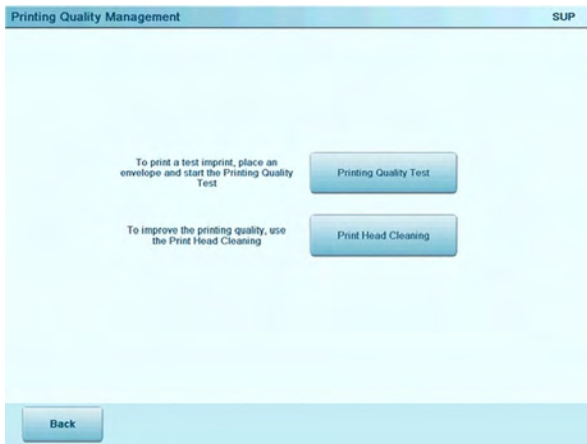 Printing Quality Management SUP
To print a test imprint, place an
envelope and start the Printing Quality
Test
Printing Quality Test
To improve the printing quality, use
the Print Head Cleaning
Print Head Cleaning
Back